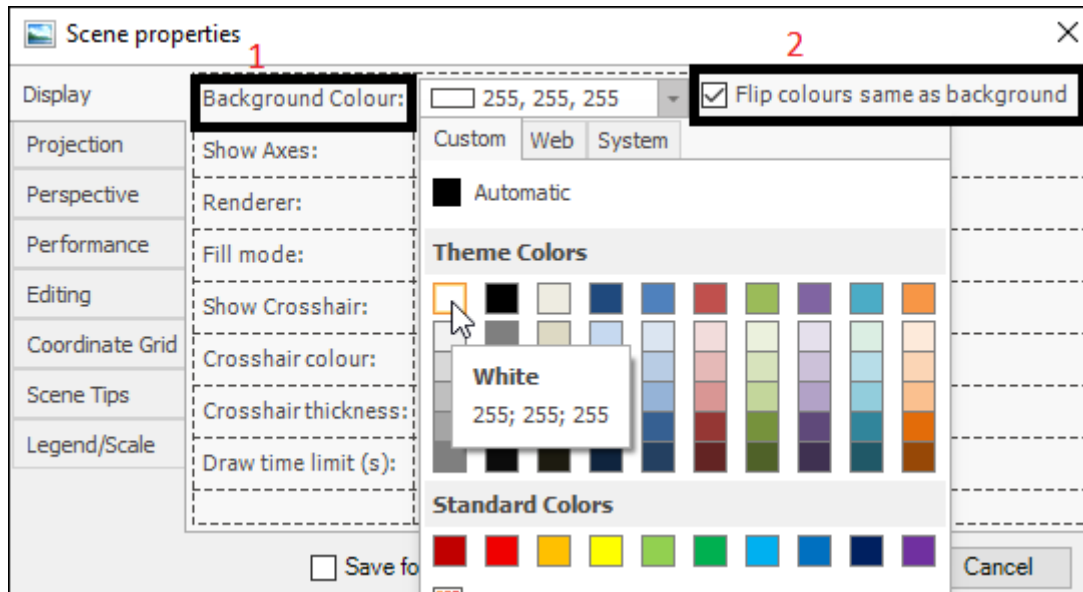 Scene properties
1
2
Display
Background Colour:
255, 255, 255
Flip colours same as background
Custom
Web
System
Projection
Show Axes:
Automatic
Perspective
Renderer:
Performance
Fill mode:
Theme Colors
Editing
Show Crosshair:
Coordinate Grid
Crosshair colour:
White
255; 255; 255
Scene Tips
Crosshair thickness:
Legend/Scale
Draw time limit (s):
Standard Colors
Save fo
Cancel